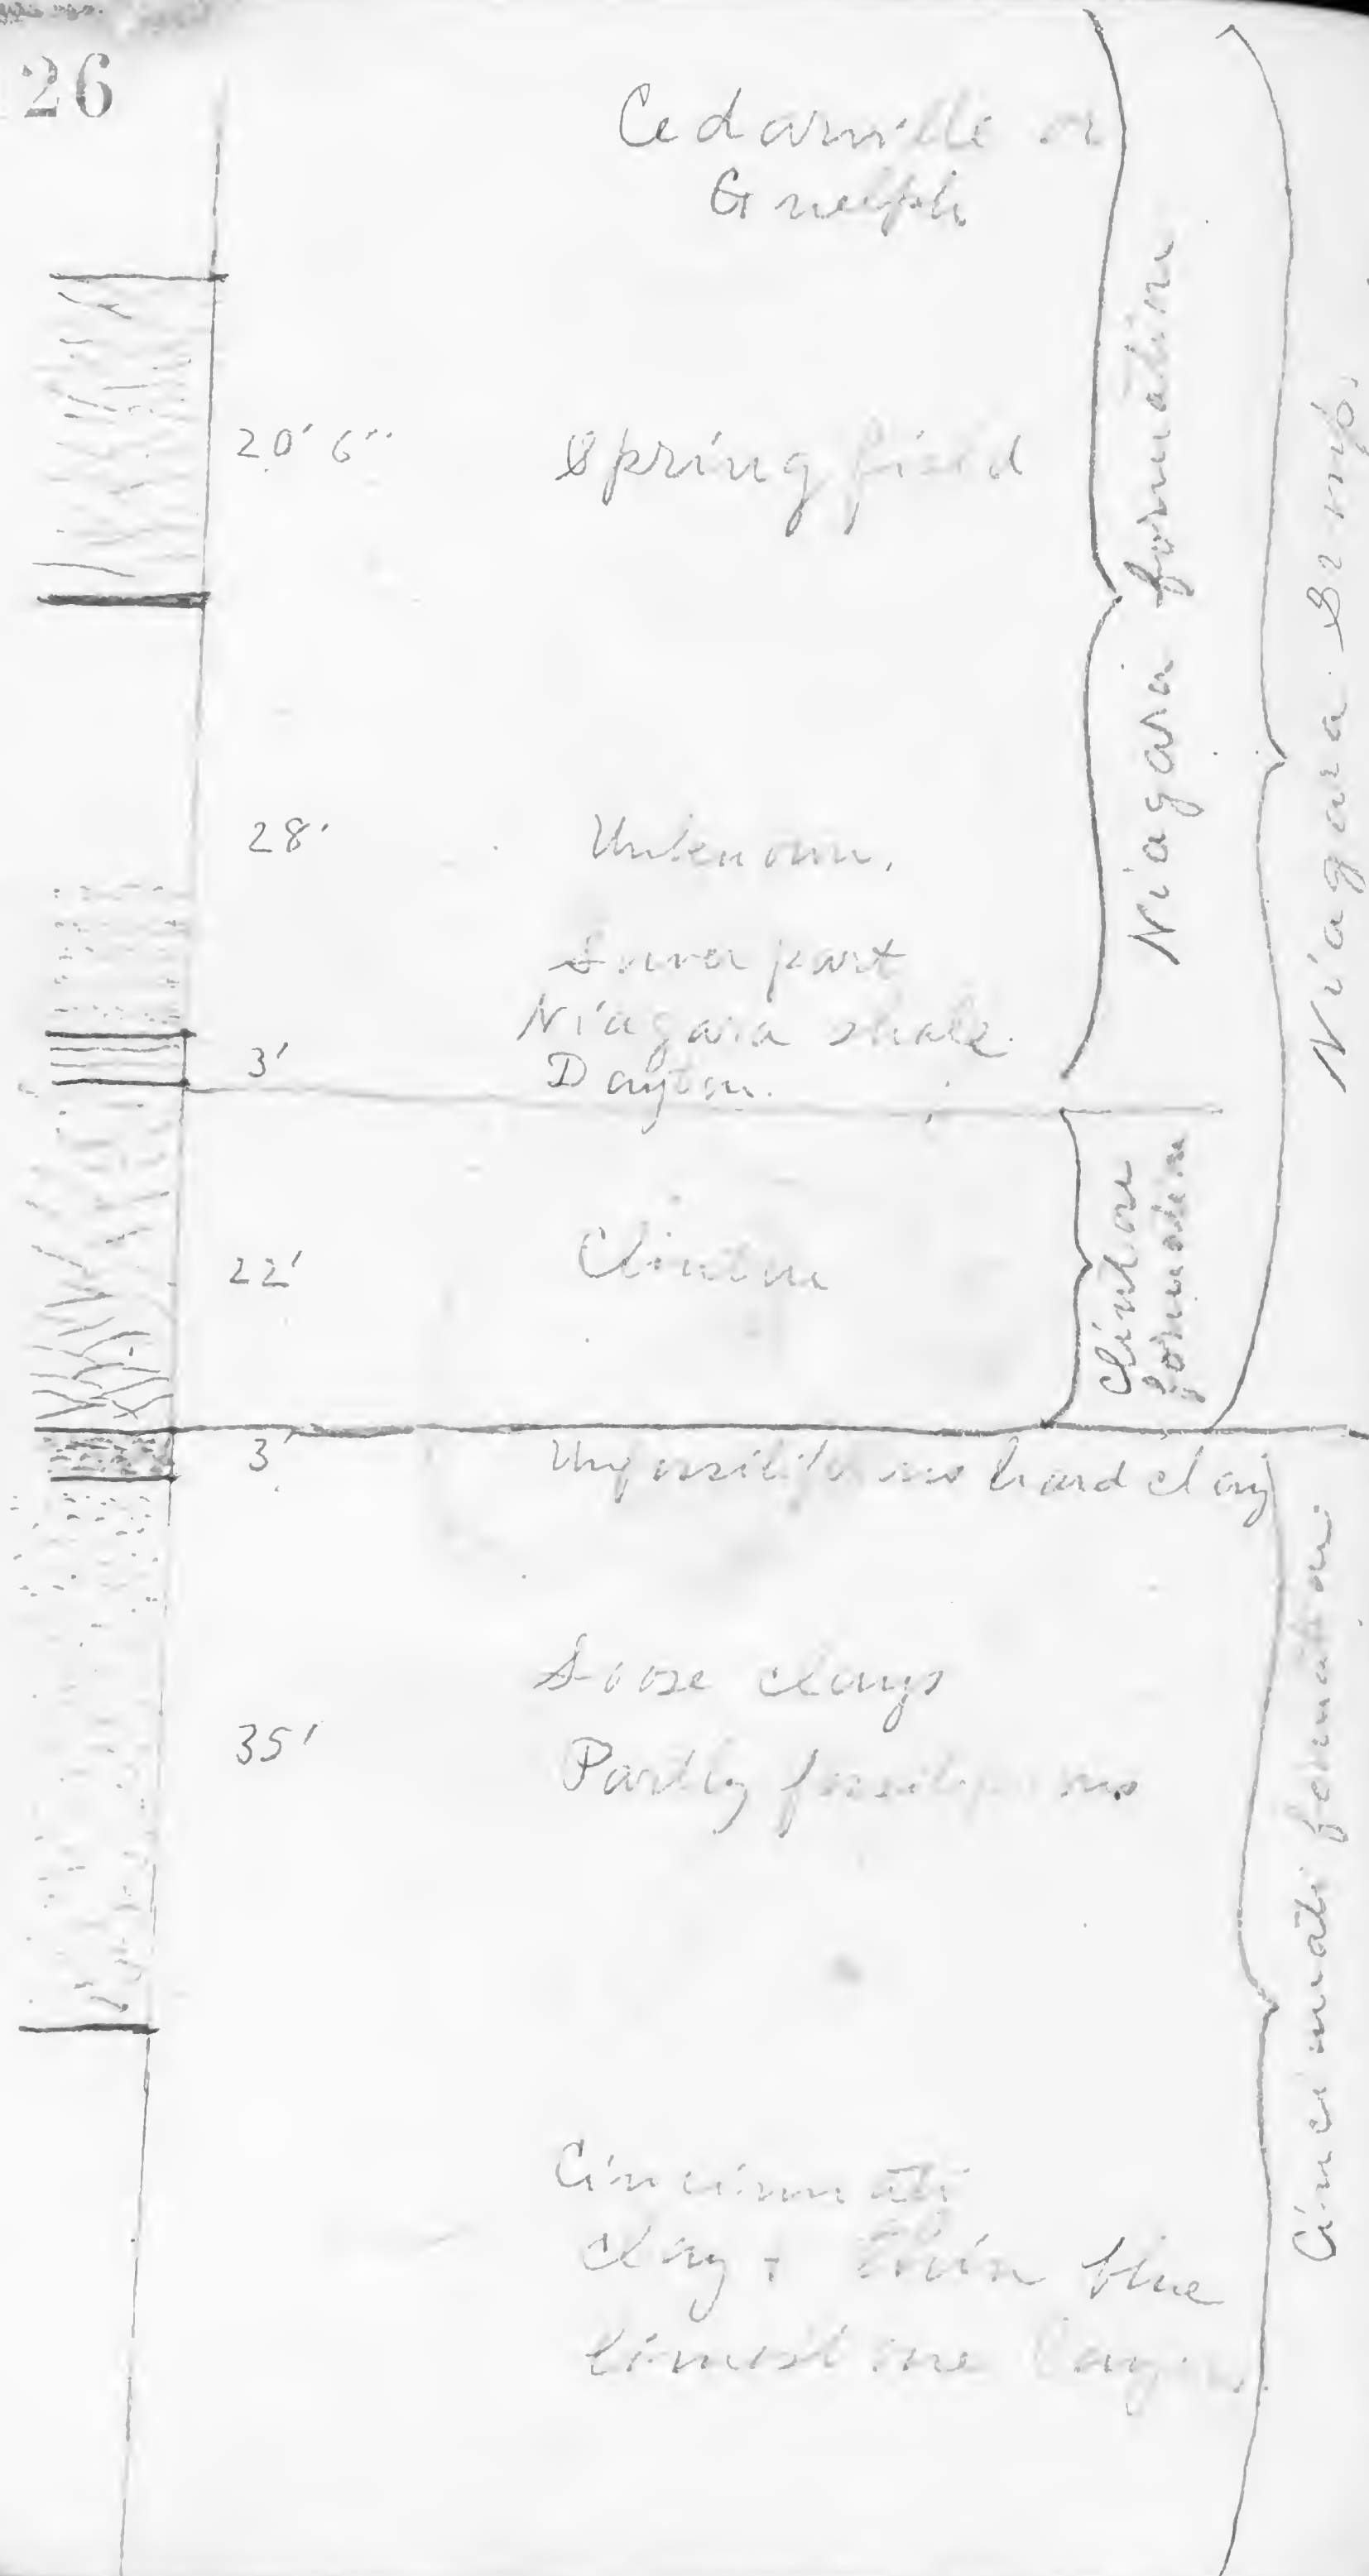 26
Cedarville or
Guelph.
20' 6"
Springfield
28'
Unknown.
Lower part
Niagara shale.
3'
Dayton.
22'
Clinton
3'
Unfossiliferous hard clay
Loose clays
35'
Partly fossiliferous
Cincinnati
clay + thin blue
limestone layers.
Niagara formation
Clinton
formation
Niagara Group.
Cincinnati formation